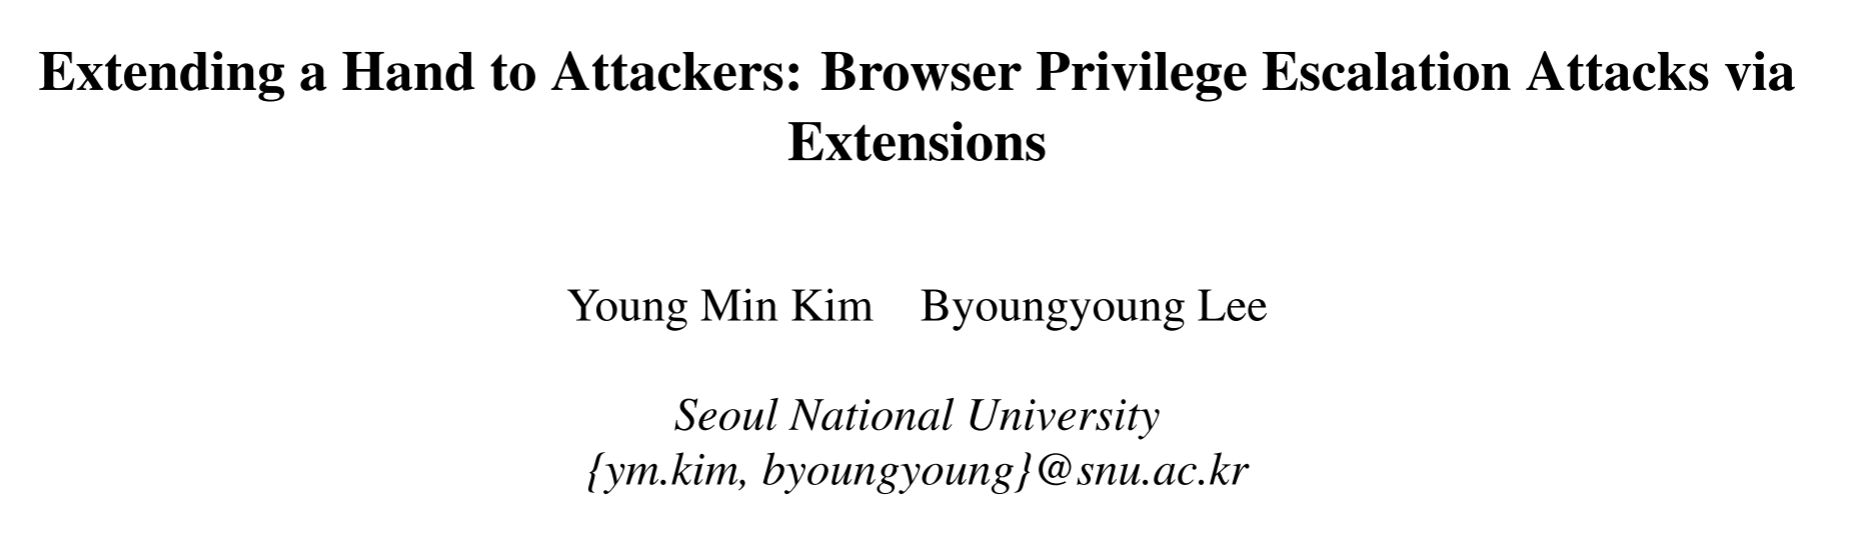 Extending a Hand to Attackers: Browser Privilege Escalation Attacks via
Extensions
Young Min Kim Byoungyoung Lee
Seoul National University
{ym.kim, byoungyoung}@snu.ac.kr